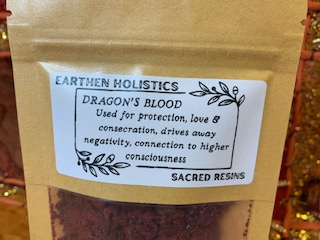 EARTHEN HOLISTICS
DRAGON'S BLOOD
Used for protection, love &
consecration, drives away
negativity, connection to higher
consciousness
SACRED RESINS